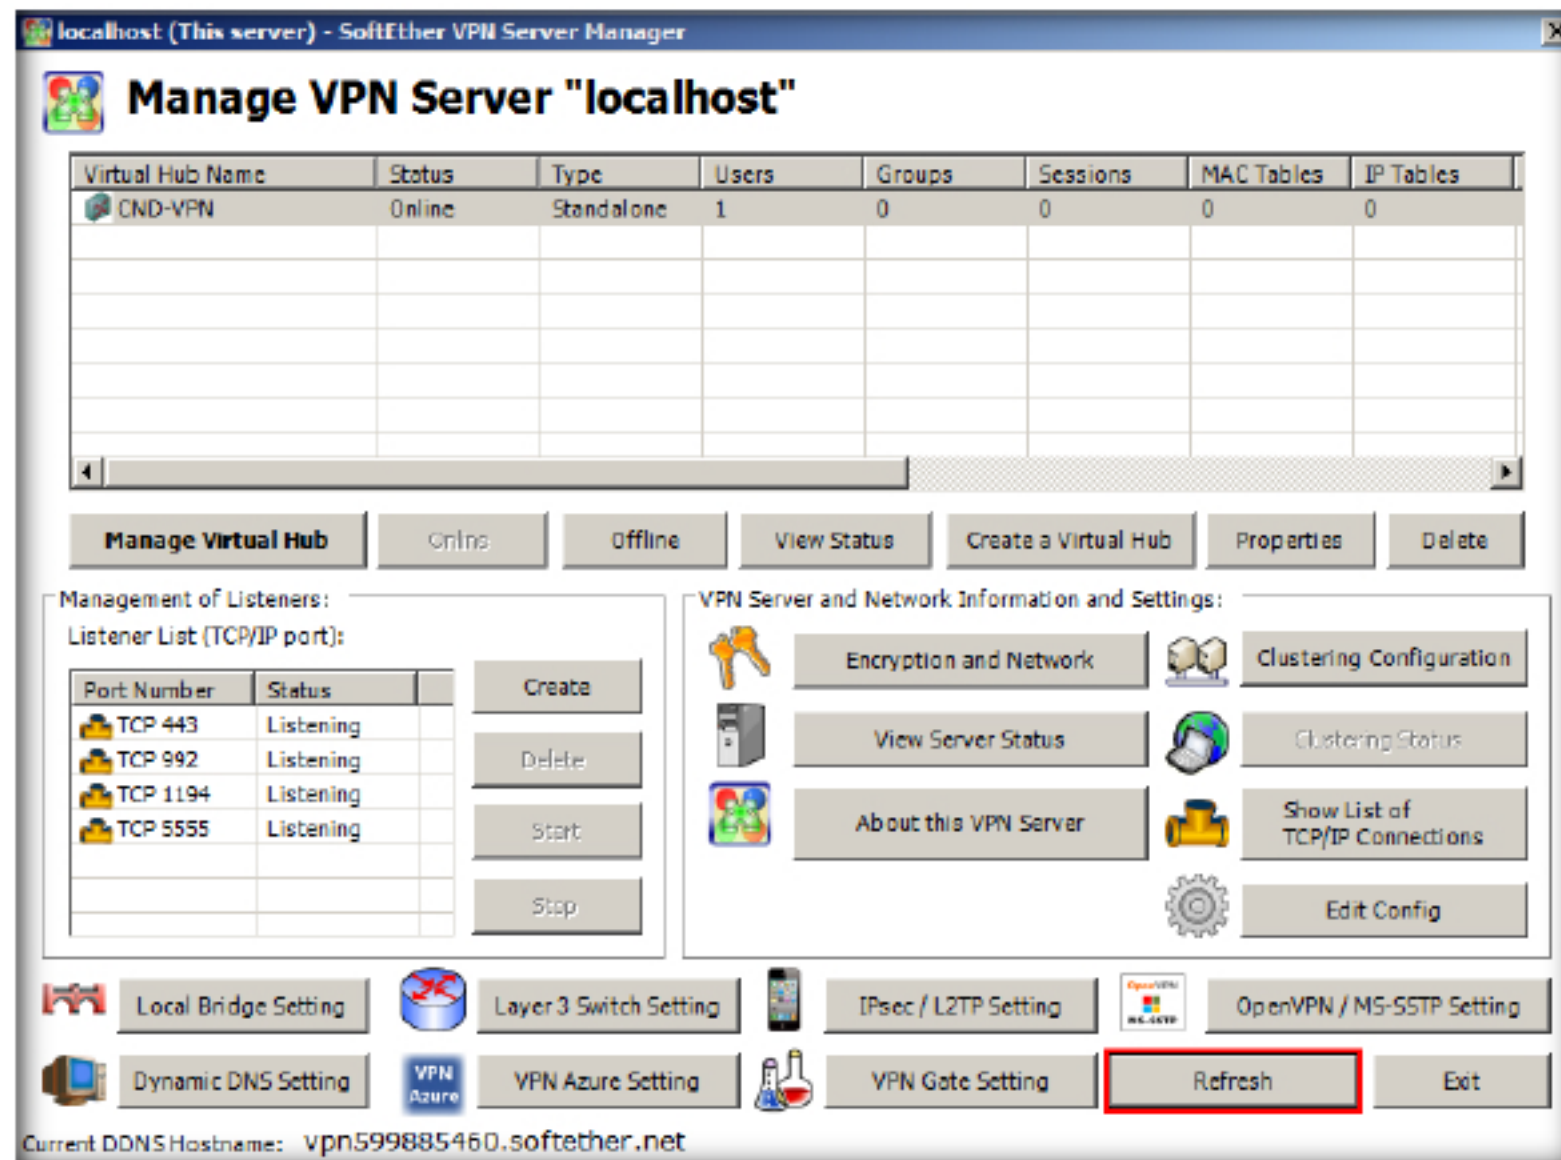 localhost (This server) - SoftEther VPN Server Manager
Manage VPN Server "localhost"
Virtual Hub Name Status Type Users Groups Sessions MAC Tables IP Tables
CND-VPN Online Standalone 1 0 0 0 0
Manage Virtual Hub Online Offline View Status Create a Virtual Hub Properties Delete
Management of Listeners:
Listener List (TCP/IP port):
Port Number Status
TCP 443 Listening
TCP 992 Listening
TCP 1194 Listening
TCP 5555 Listening
Create
Delete
Start
Stop
VPN Server and Network Information and Settings:
Encryption and Network
Clustering Configuration
View Server Status
Clustering Status
About this VPN Server
Show List of
TCP/IP Connections
Edit Config
Local Bridge Setting
Layer 3 Switch Setting
IPsec / L2TP Setting
OpenVPN
MS-SSTP
OpenVPN / MS-SSTP Setting
Dynamic DNS Setting
VPN
Azure
VPN Azure Setting
VPN Gate Setting
Refresh
Exit
Current DDNS Hostname: vpn599885460.softether.net